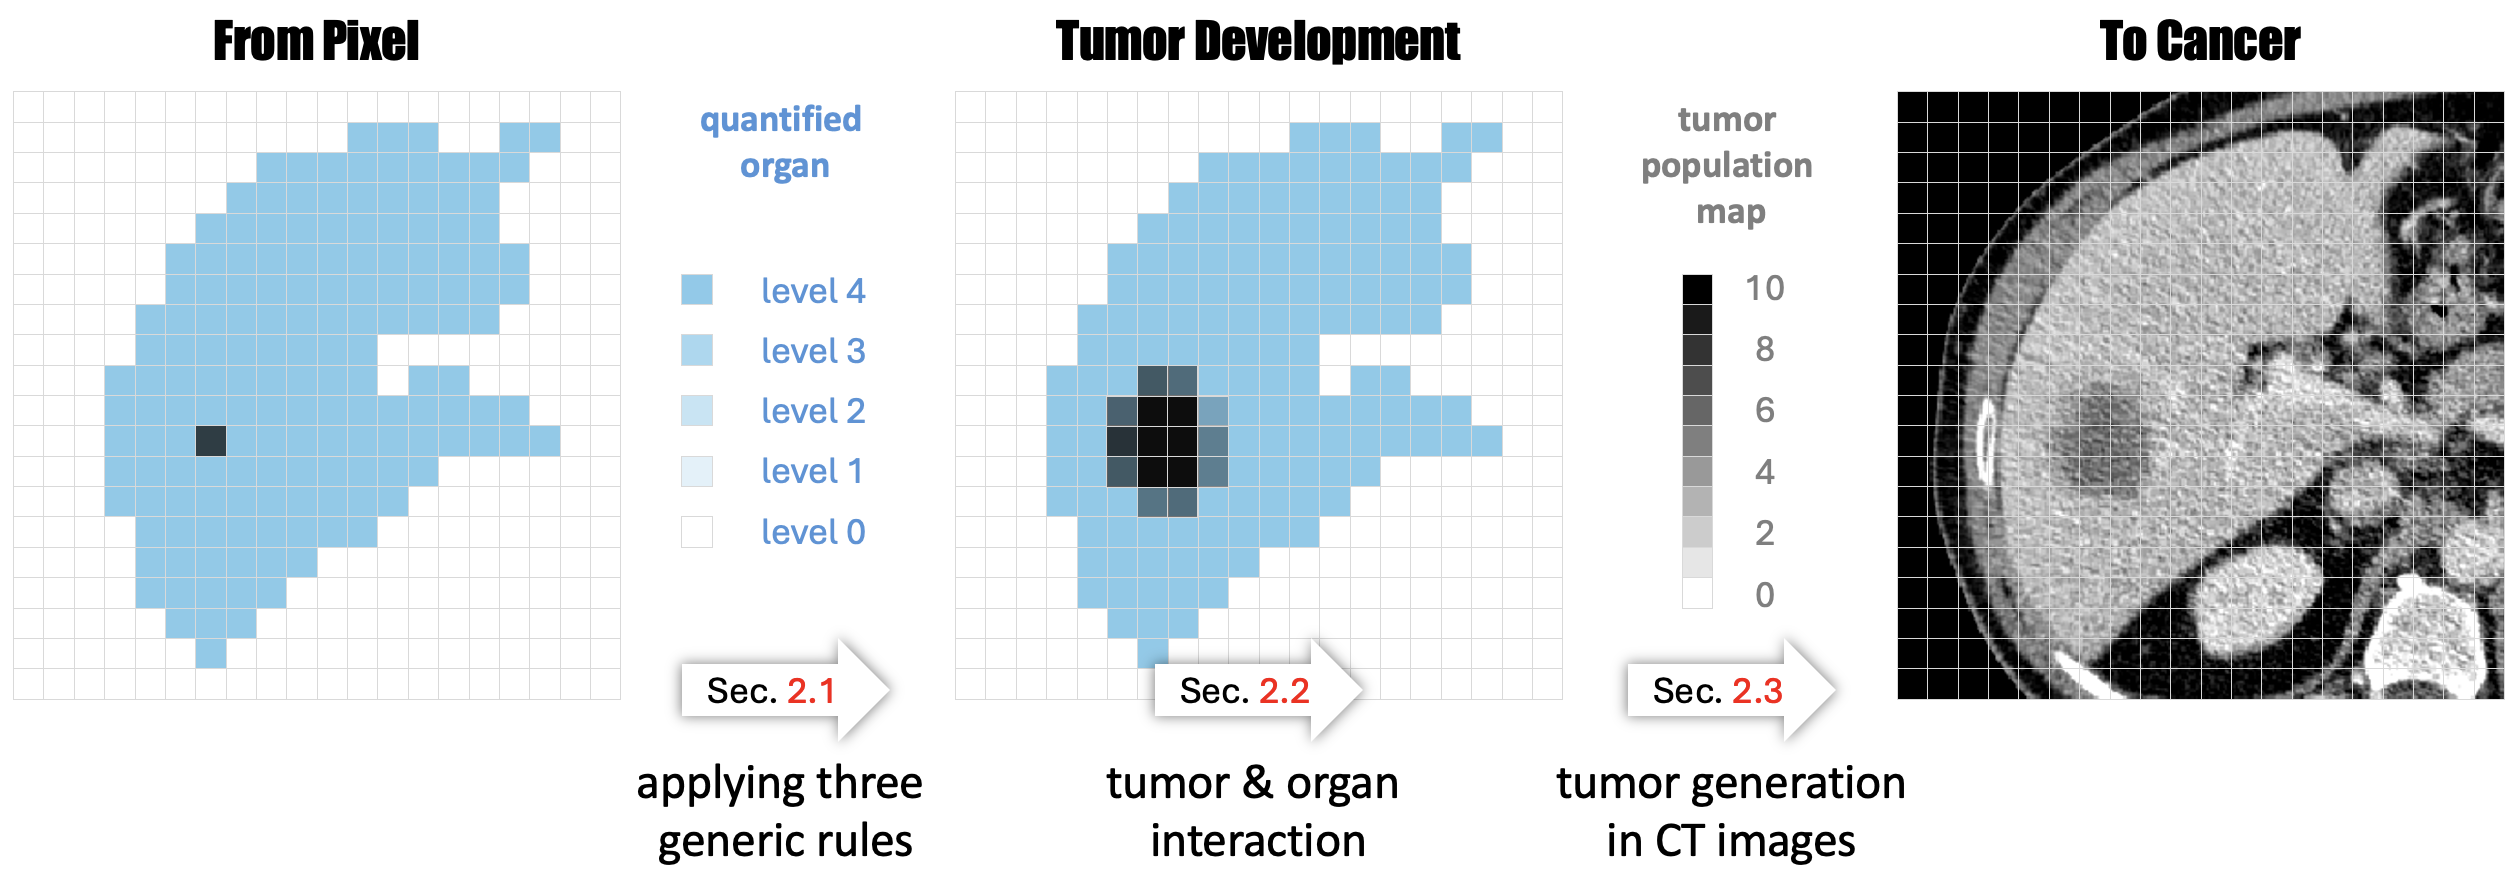 From Pixel
Tumor Development
To Cancer
quantified
organ
level 4
level 3
level 2
level 1
level 0
tumor
population
map
10
8
6
4
2
0
Sec. 2.1
Sec. 2.2
Sec. 2.3
applying three
generic rules
tumor & organ
interaction
tumor generation
in CT images